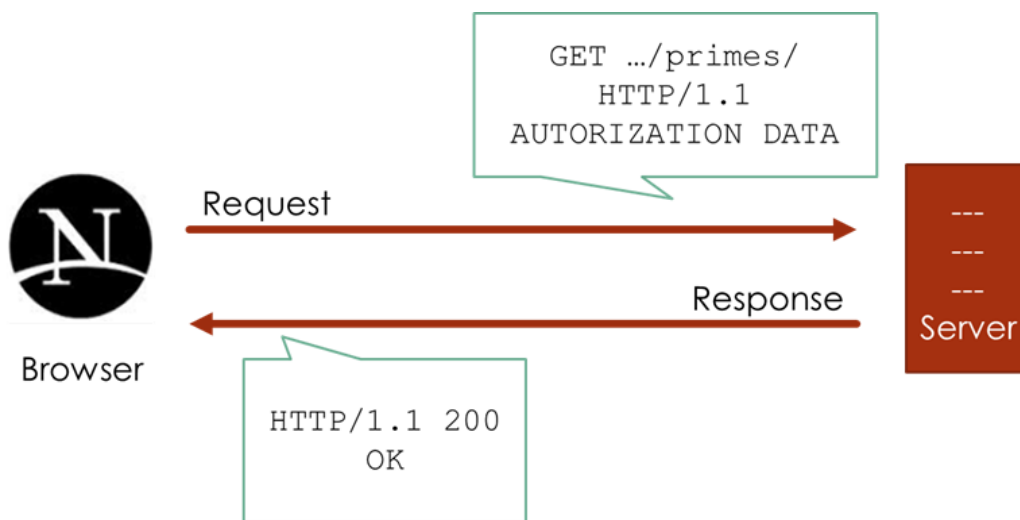 GET …/primes/
HTTP/1.1
AUTORIZATION DATA
Request
N
---
---
---
Response
Server
Browser
HTTP/1.1 200
OK